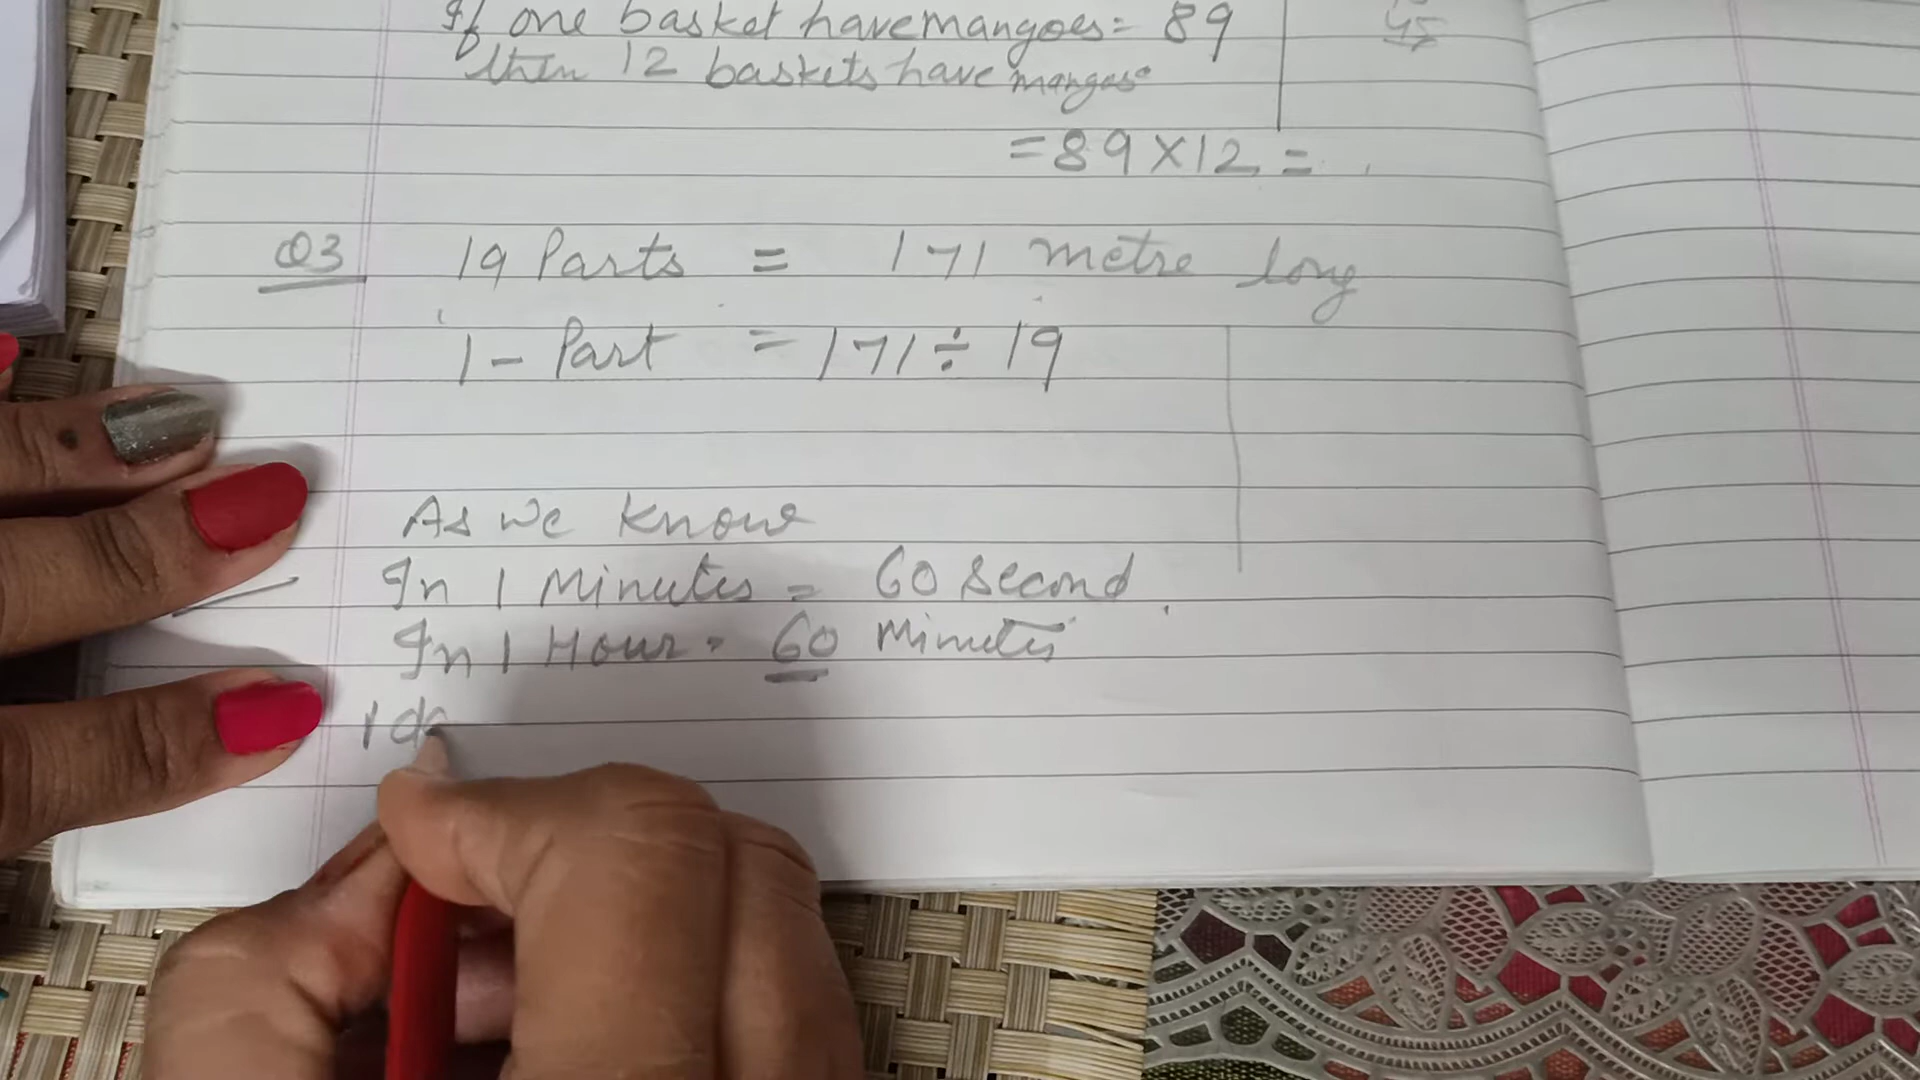 If one basket have mangoes = 89
then 12 baskets have mangoes
= 89 × 12 =
45
Q3 19 Parts = 171 metre long
1 - Part = 171 ÷ 19
As we know
In 1 Minutes = 60 second
In 1 Hour = 60 Minutes
1 da